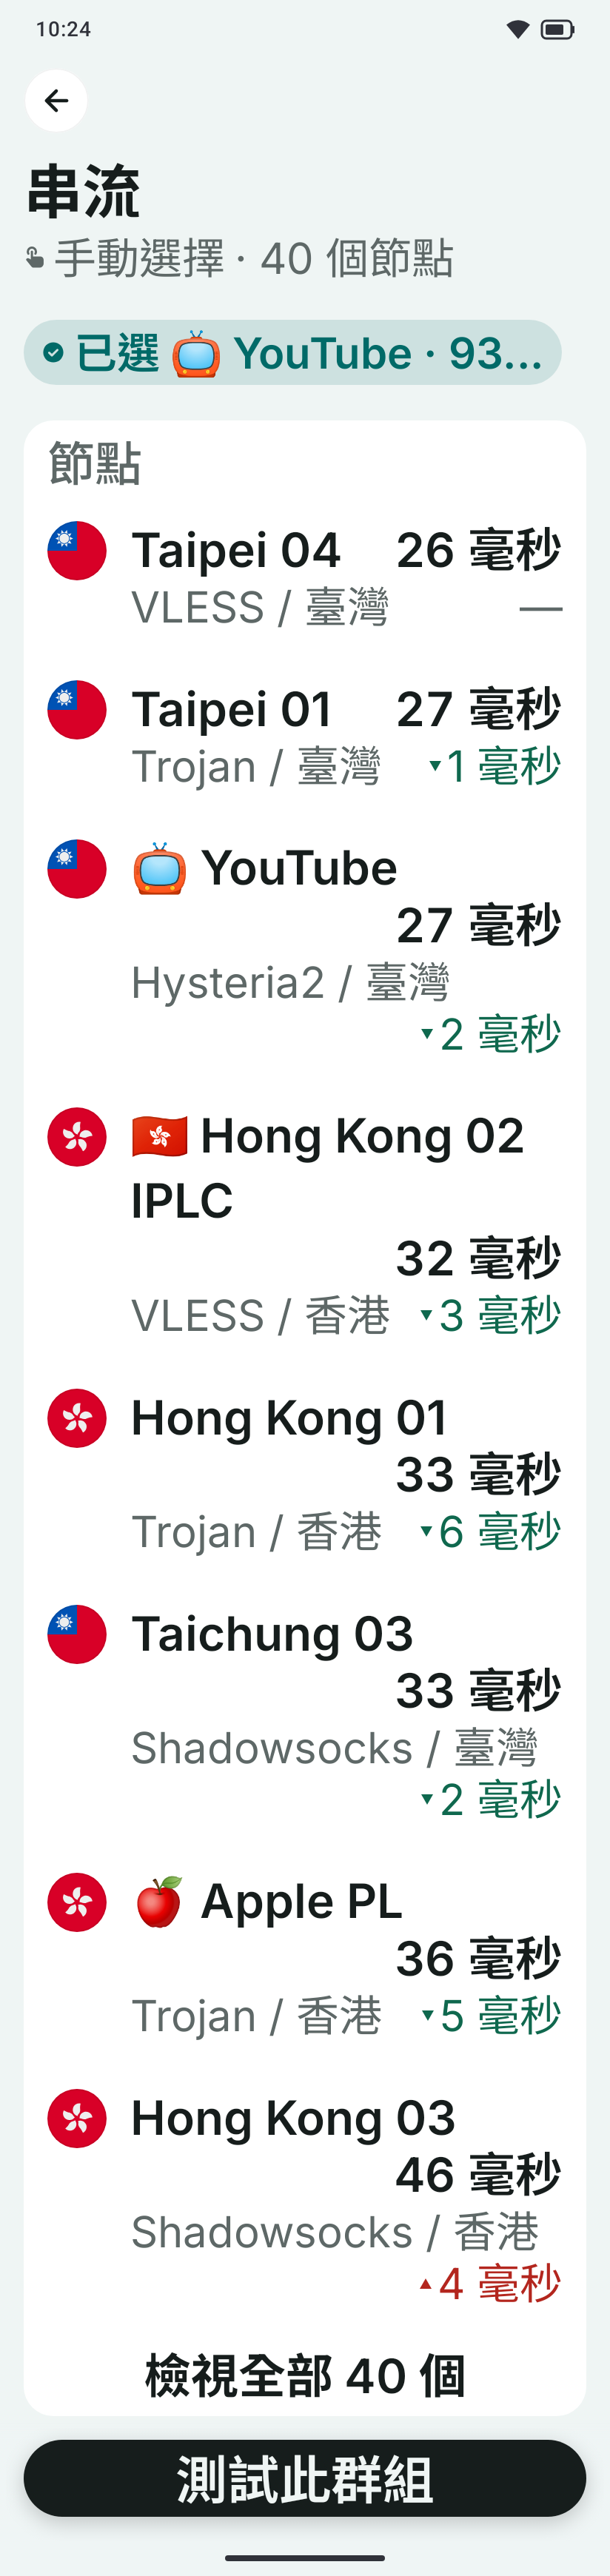 10:24
串流
手動選擇 · 40 個節點
已選 📺 YouTube · 93...
節點
Taipei 04 26 毫秒
VLESS / 臺灣 —
Taipei 01 27 毫秒
Trojan / 臺灣 ▼1 毫秒
📺 YouTube
27 毫秒
Hysteria2 / 臺灣
▼2 毫秒
🇭🇰 Hong Kong 02
IPLC
32 毫秒
VLESS / 香港 ▼3 毫秒
Hong Kong 01
33 毫秒
Trojan / 香港 ▼6 毫秒
Taichung 03
33 毫秒
Shadowsocks / 臺灣
▼2 毫秒
🍎 Apple PL
36 毫秒
Trojan / 香港 ▼5 毫秒
Hong Kong 03
46 毫秒
Shadowsocks / 香港
▲4 毫秒
檢視全部 40 個
測試此群組